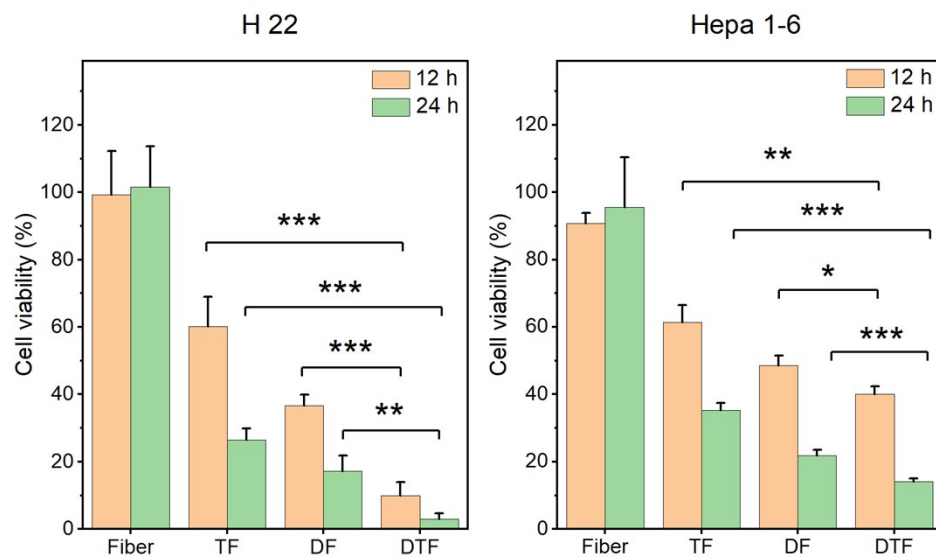 H 22
Cell viability (%)
12 h
24 h
120
100
80
60
40
20
0
***
***
***
**
Fiber TF DF DTF
Hepa 1-6
Cell viability (%)
12 h
24 h
120
100
80
60
40
20
0
**
***
*
***
Fiber TF DF DTF